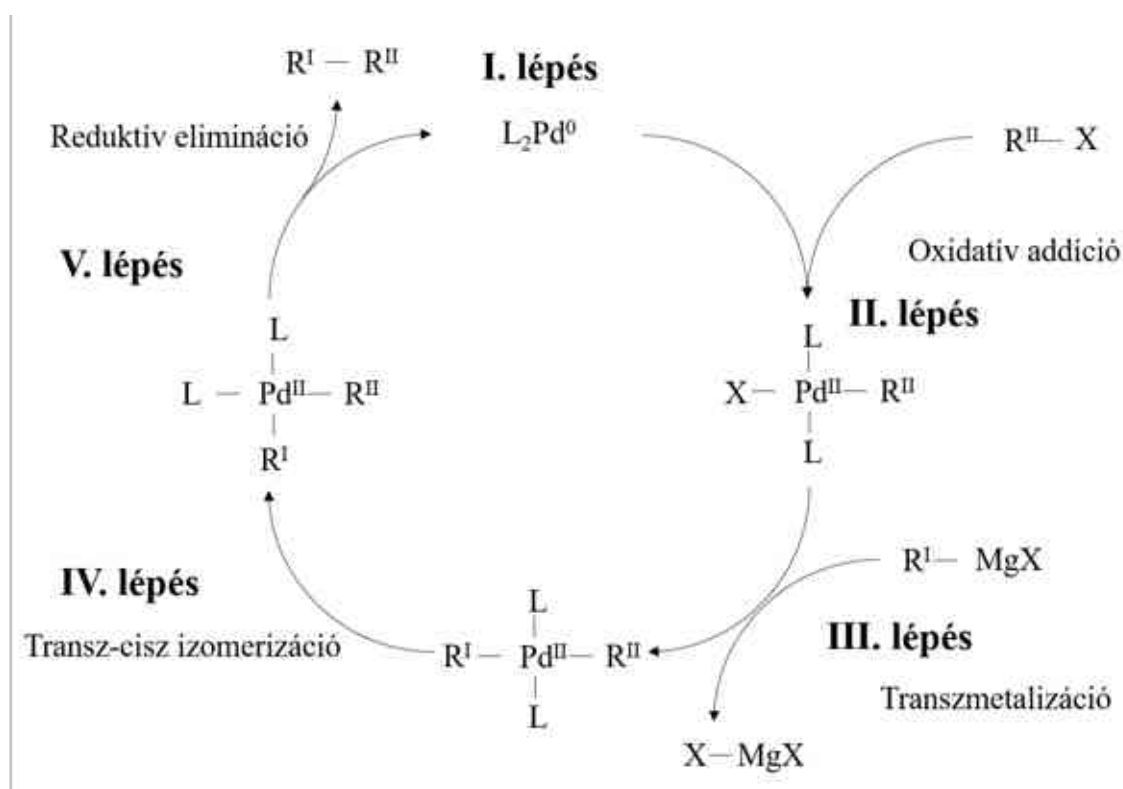 Rᴵ — Rᴵᴵ
I. lépés
Reduktív elimináció
L₂Pd⁰
Rᴵᴵ— X
V. lépés
Oxidatív addíció
II. lépés
L
L — Pdᴵᴵ— Rᴵᴵ
Rᴵ
L
X — Pdᴵᴵ— Rᴵᴵ
L
IV. lépés
Transz-cisz izomerizáció
Rᴵ— MgX
III. lépés
Transzmetalizáció
L
Rᴵ— Pdᴵᴵ— Rᴵᴵ
L
X—MgX